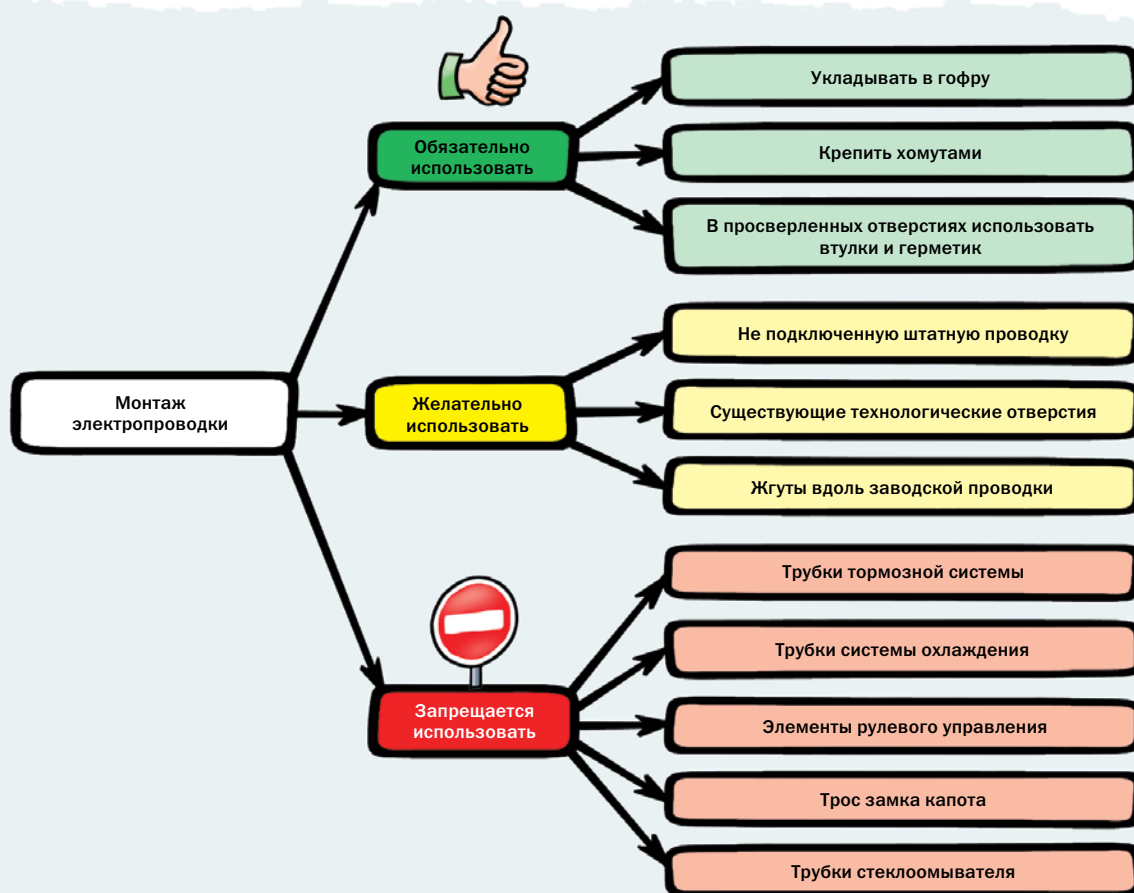 Обязательно
использовать
Укладывать в гофру
Крепить хомутами
В просверленных отверстиях использовать
втулки и герметик
Монтаж
электропроводки
Желательно
использовать
Не подключенную штатную проводку
Существующие технологические отверстия
Жгуты вдоль заводской проводки
Запрещается
использовать
Трубки тормозной системы
Трубки системы охлаждения
Элементы рулевого управления
Трос замка капота
Трубки стеклоомывателя